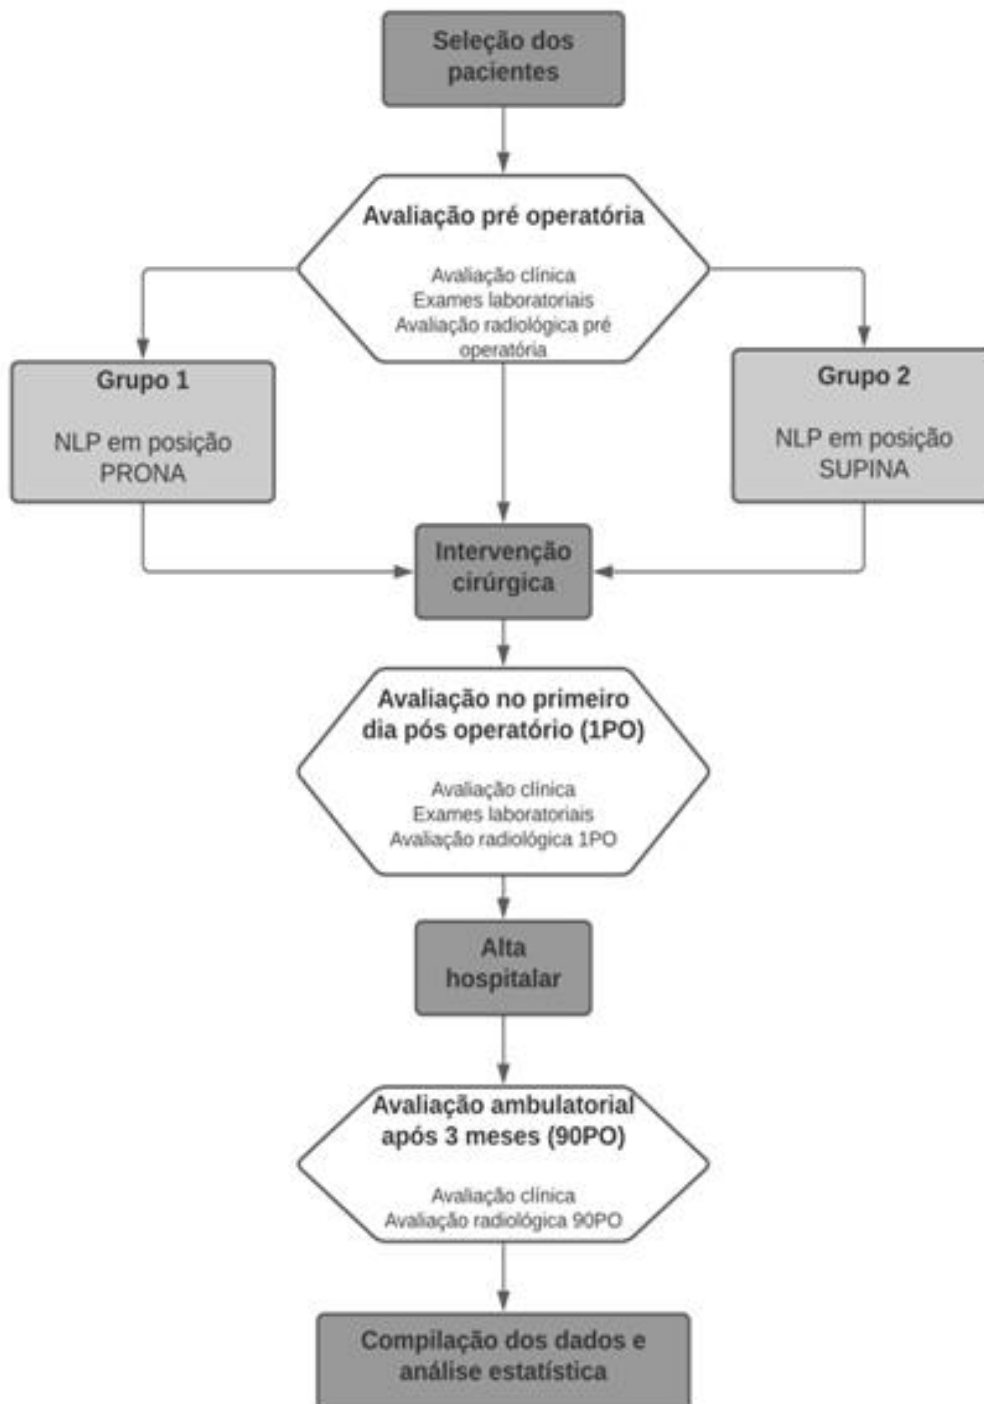 Seleção dos
pacientes
Avaliação pré operatória
Avaliação clínica
Exames laboratoriais
Avaliação radiológica pré
operatória
Grupo 1
NLP em posição
PRONA
Grupo 2
NLP em posição
SUPINA
Intervenção
cirúrgica
Avaliação no primeiro
dia pós operatório (1PO)
Avaliação clínica
Exames laboratoriais
Avaliação radiológica 1PO
Alta
hospitalar
Avaliação ambulatorial
após 3 meses (90PO)
Avaliação clínica
Avaliação radiológica 90PO
Compilação dos dados e
análise estatística